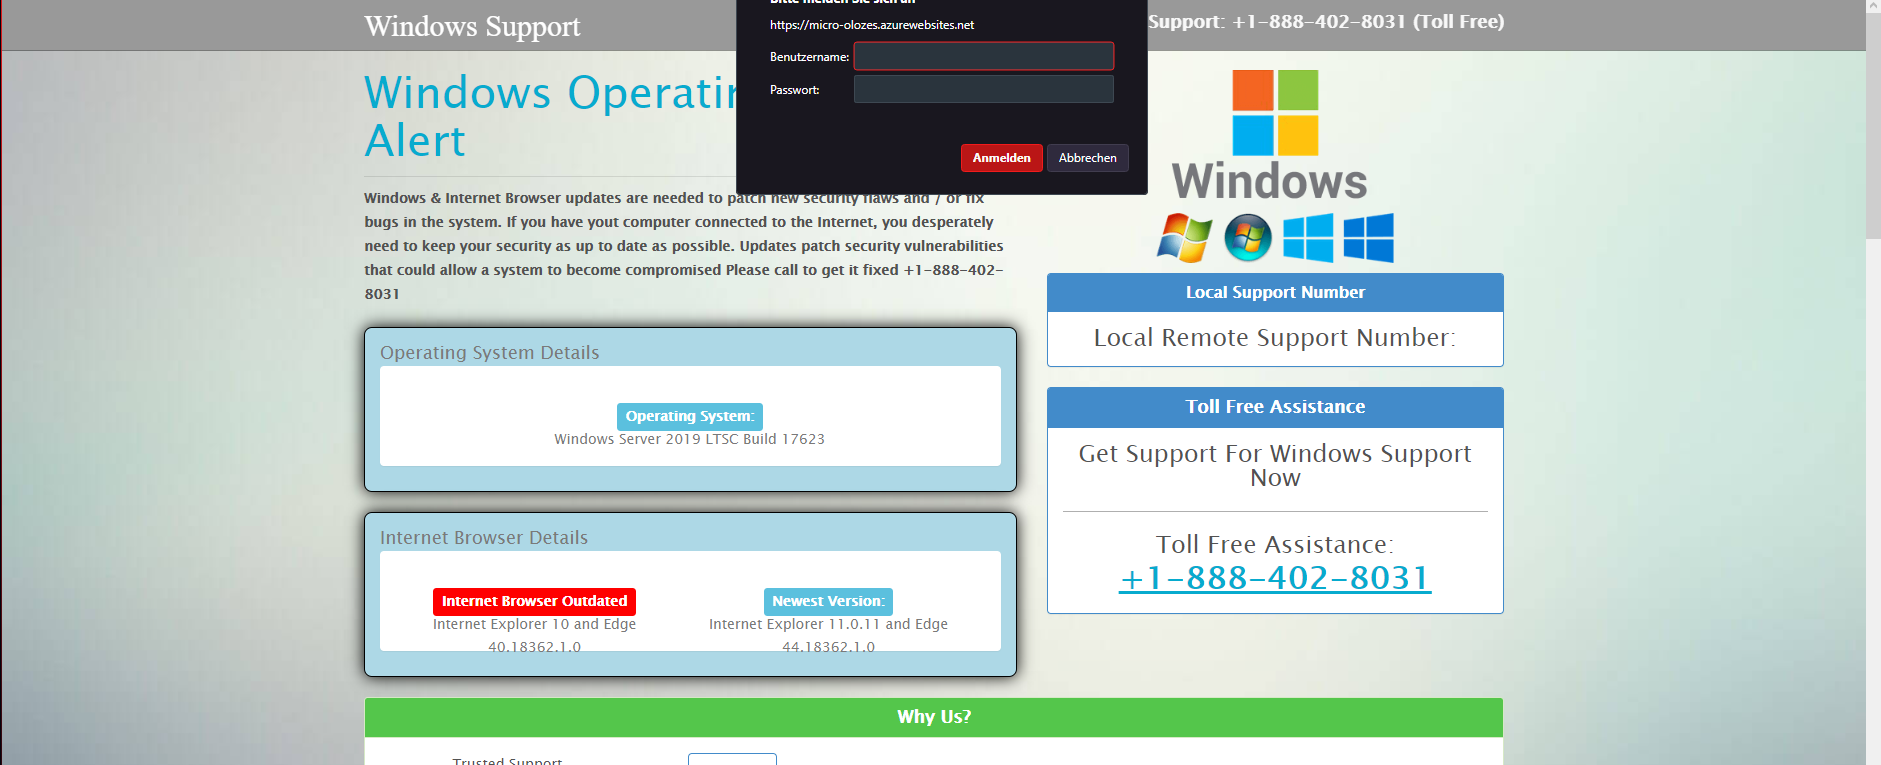 Windows Support
Bitte melden Sie sich an
https://micro-olozes.azurewebsites.net
Benutzername:
Passwort:
Anmelden
Abbrechen
Support: +1-888-402-8031 (Toll Free)
Windows Operatin
Alert
Windows & Internet Browser updates are needed to patch new security flaws and / or fix
bugs in the system. If you have yout computer connected to the Internet, you desperately
need to keep your security as up to date as possible. Updates patch security vulnerabilities
that could allow a system to become compromised Please call to get it fixed +1-888-402-
8031
Operating System Details
Operating System:
Windows Server 2019 LTSC Build 17623
Internet Browser Details
Internet Browser Outdated
Internet Explorer 10 and Edge
40.18362.1.0
Newest Version:
Internet Explorer 11.0.11 and Edge
44.18362.1.0
Windows
Local Support Number
Local Remote Support Number:
Toll Free Assistance
Get Support For Windows Support
Now
Toll Free Assistance:
+1-888-402-8031
Why Us?
Trusted Support